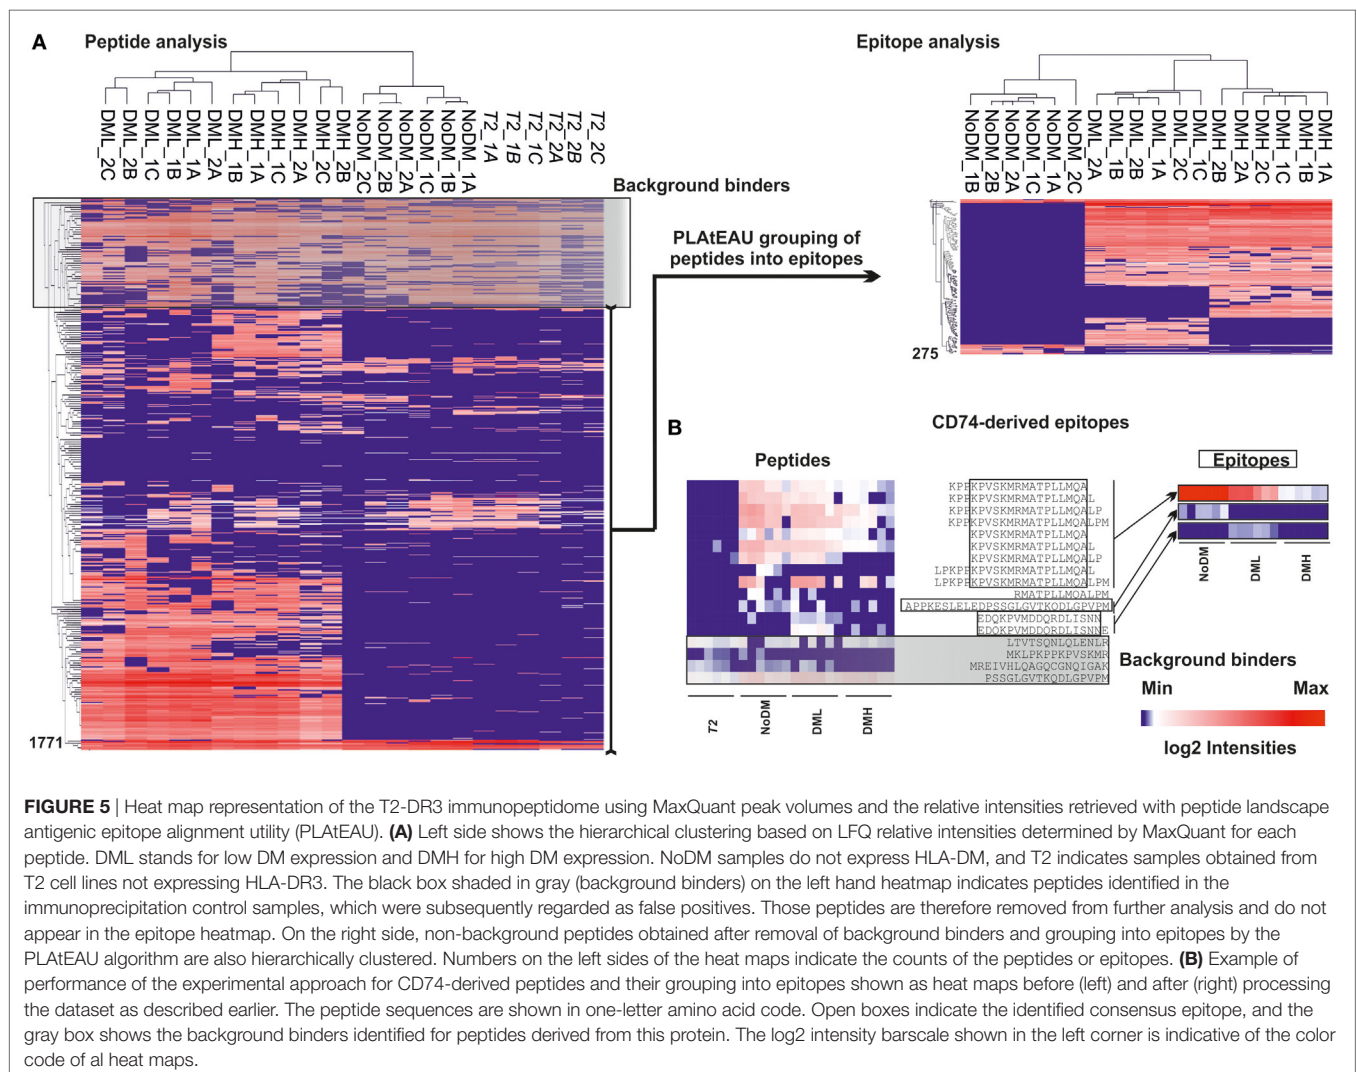 A
Peptide analysis
DML_2C
DML_2B
DML_1C
DML_1B
DML_1A
DML_2A
DMH_1B
DMH_1A
DMH_1C
DMH_2A
DMH_2C
DMH_2B
NoDM_2C
NoDM_2B
NoDM_2A
NoDM_1C
NoDM_1B
NoDM_1A
T2_1A
T2_1B
T2_1C
T2_2A
T2_2B
T2_2C
Background binders
1771
PLAtEAU grouping of
peptides into epitopes
Epitope analysis
NoDM_1B
NoDM_2B
NoDM_2A
NoDM_1C
NoDM_1A
NoDM_2C
DML_2A
DML_1B
DML_2B
DML_1A
DML_2C
DML_1C
DMH_2B
DMH_2A
DMH_2C
DMH_1C
DMH_1B
DMH_1A
275
B
CD74-derived epitopes
Peptides
Epitopes
KPPKPVSKMRMATPLLMQA
KPPKPVSKMRMATPLLMQAL
KPPKPVSKMRMATPLLMQALP
KPPKPVSKMRMATPLLMQALPM
KPVSKMRMATPLLMQA
KPVSKMRMATPLLMQAL
KPVSKMRMATPLLMQALP
LPKPPKPVSKMRMATPLLMQAL
LPKPPKPVSKMRMATPLLMQALPM
RMATPLLMQALPM
APPKESLELEDPSSGLGVTKQDLGPVPM
EDQKPVMDDQRDLISNN
EDQKPVMDDQRDLISNNE
LTVTSQNLQLENLR
MKLPKPPKPVSKMR
MREIVHLQAGQCGNQIGAK
PSSGLGVTKQDLGPVPM
T2
NoDM
DML
DMH
NoDM
DML
DMH
Background binders
Min Max
log2 Intensities
FIGURE 5 | Heat map representation of the T2-DR3 immunopeptidome using MaxQuant peak volumes and the relative intensities retrieved with peptide landscape
antigenic epitope alignment utility (PLAtEAU). (A) Left side shows the hierarchical clustering based on LFQ relative intensities determined by MaxQuant for each
peptide. DML stands for low DM expression and DMH for high DM expression. NoDM samples do not express HLA-DM, and T2 indicates samples obtained from
T2 cell lines not expressing HLA-DR3. The black box shaded in gray (background binders) on the left hand heatmap indicates peptides identified in the
immunoprecipitation control samples, which were subsequently regarded as false positives. Those peptides are therefore removed from further analysis and do not
appear in the epitope heatmap. On the right side, non-background peptides obtained after removal of background binders and grouping into epitopes by the
PLAtEAU algorithm are also hierarchically clustered. Numbers on the left sides of the heat maps indicate the counts of the peptides or epitopes. (B) Example of
performance of the experimental approach for CD74-derived peptides and their grouping into epitopes shown as heat maps before (left) and after (right) processing
the dataset as described earlier. The peptide sequences are shown in one-letter amino acid code. Open boxes indicate the identified consensus epitope, and the
gray box shows the background binders identified for peptides derived from this protein. The log2 intensity barscale shown in the left corner is indicative of the color
code of al heat maps.